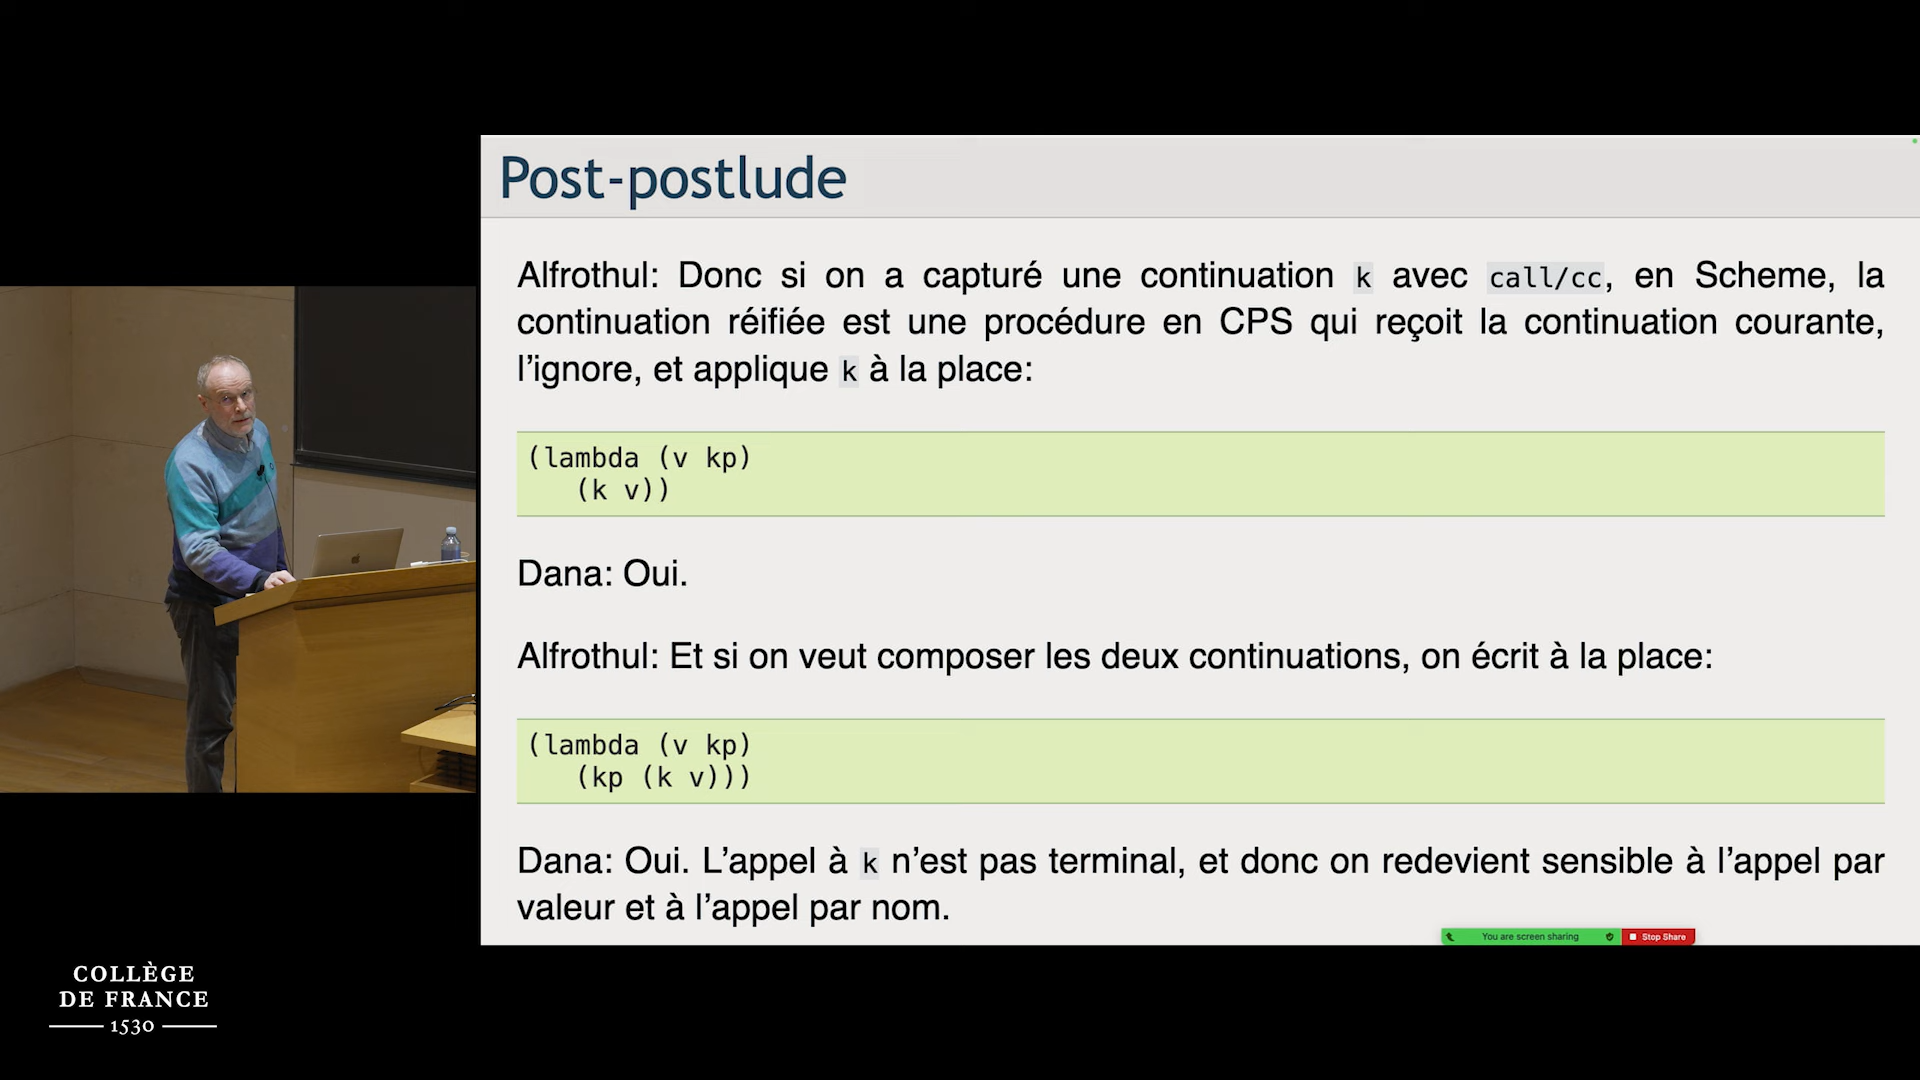 Post-postlude
Alfrothul: Donc si on a capturé une continuation k avec call/cc, en Scheme, la
continuation réifiée est une procédure en CPS qui reçoit la continuation courante,
l’ignore, et applique k à la place:
(lambda (v kp)
(k v))
Dana: Oui.
Alfrothul: Et si on veut composer les deux continuations, on écrit à la place:
(lambda (v kp)
(kp (k v)))
Dana: Oui. L’appel à k n’est pas terminal, et donc on redevient sensible à l’appel par
valeur et à l’appel par nom.
You are screen sharing Stop Share
COLLÈGE
DE FRANCE
1530